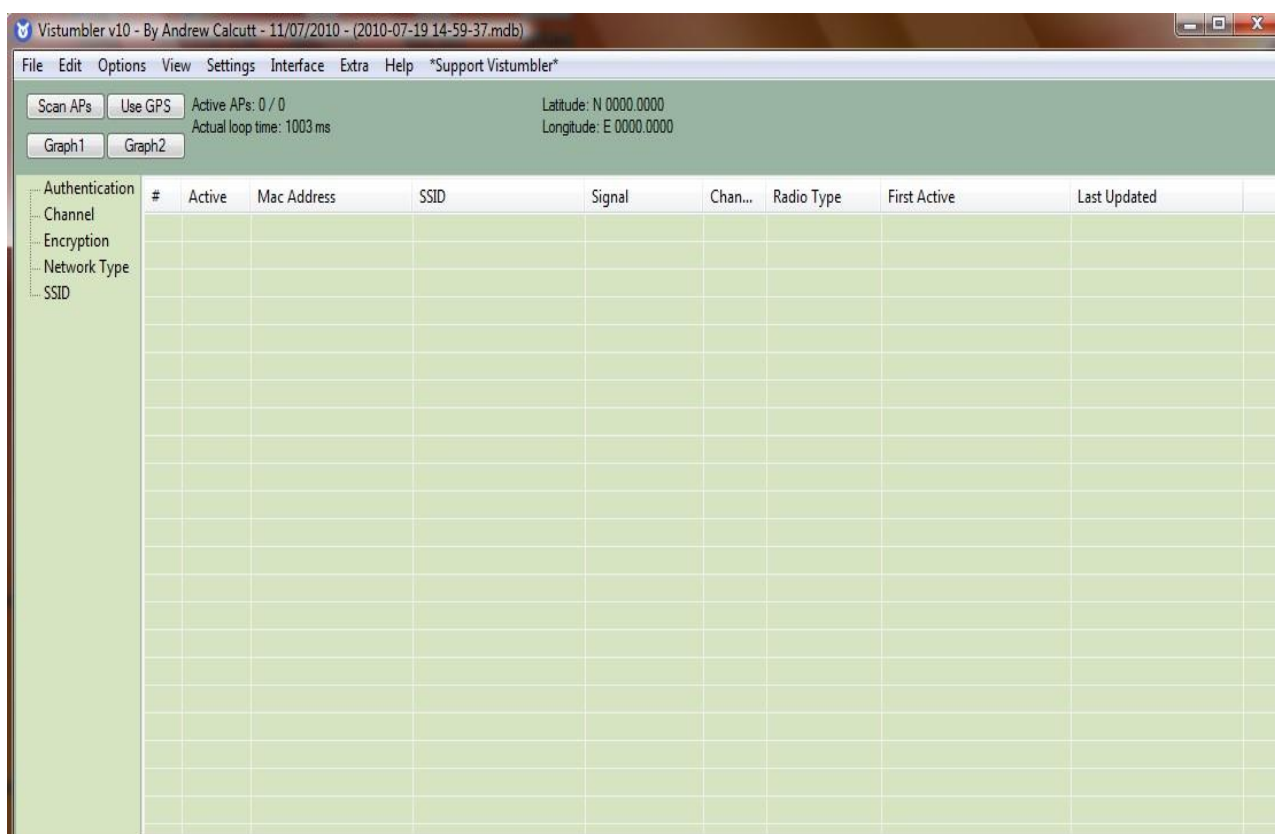 Vistumbler v10 - By Andrew Calcutt - 11/07/2010 - (2010-07-19 14-59-37.mdb)
File Edit Options View Settings Interface Extra Help *Support Vistumbler*
Scan APs Use GPS Active APs: 0 / 0 Latitude: N 0000.0000
Actual loop time: 1003 ms Longitude: E 0000.0000
Graph1 Graph2
Authentication
Channel
Encryption
Network Type
SSID
# Active Mac Address SSID Signal Chan... Radio Type First Active Last Updated